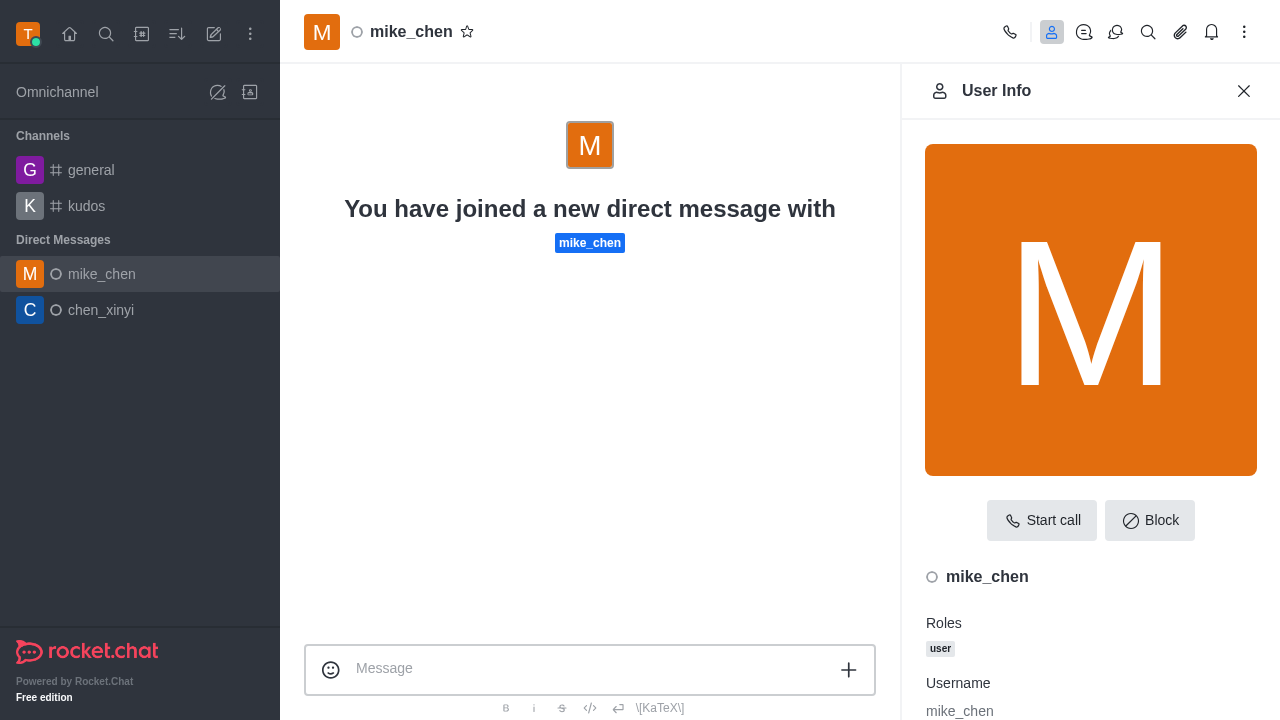 T
Omnichannel
Channels
G general
K kudos
Direct Messages
M mike_chen
C chen_xinyi
rocket.chat
Powered by Rocket.Chat
Free edition
M mike_chen
M
You have joined a new direct message with
mike_chen
Message
B i S \[KaTeX\]
User Info
M
Start call Block
mike_chen
Roles
user
Username
mike_chen